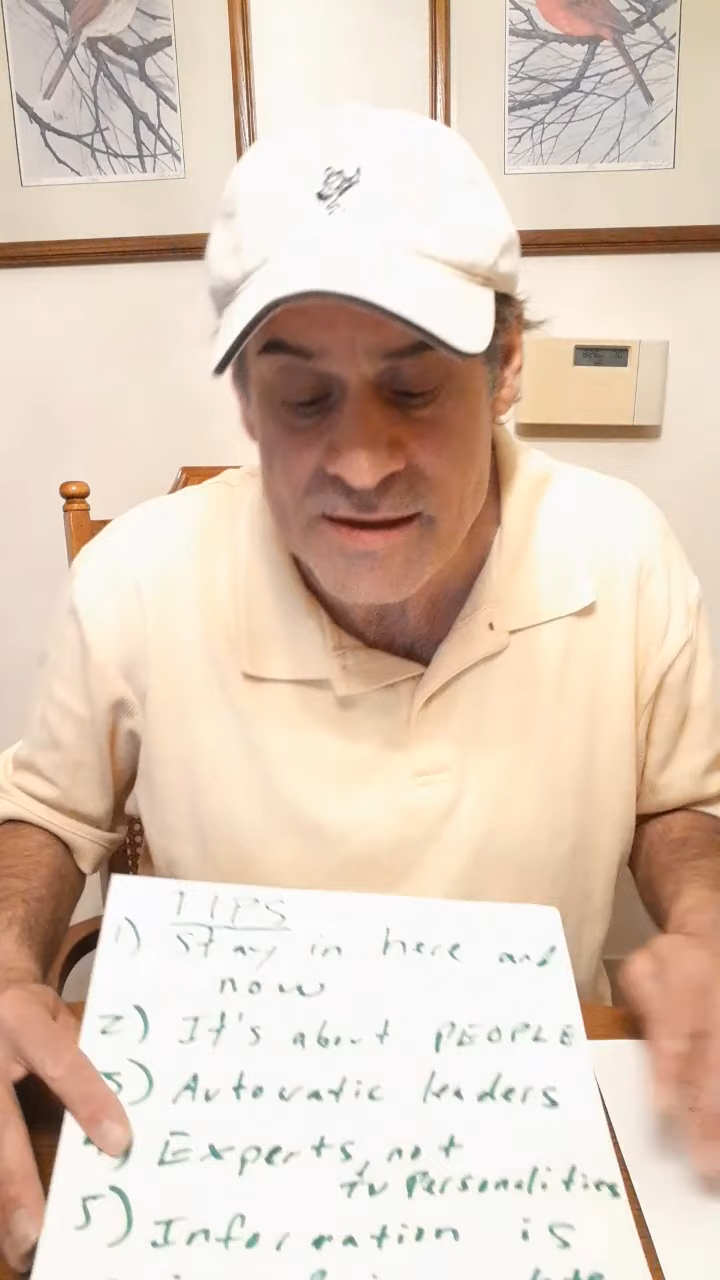 TIPS
1) Stay in here and
now
2) It's about PEOPLE
3) Autocratic leaders
4) Experts, not
tv Personalities
5) Information is